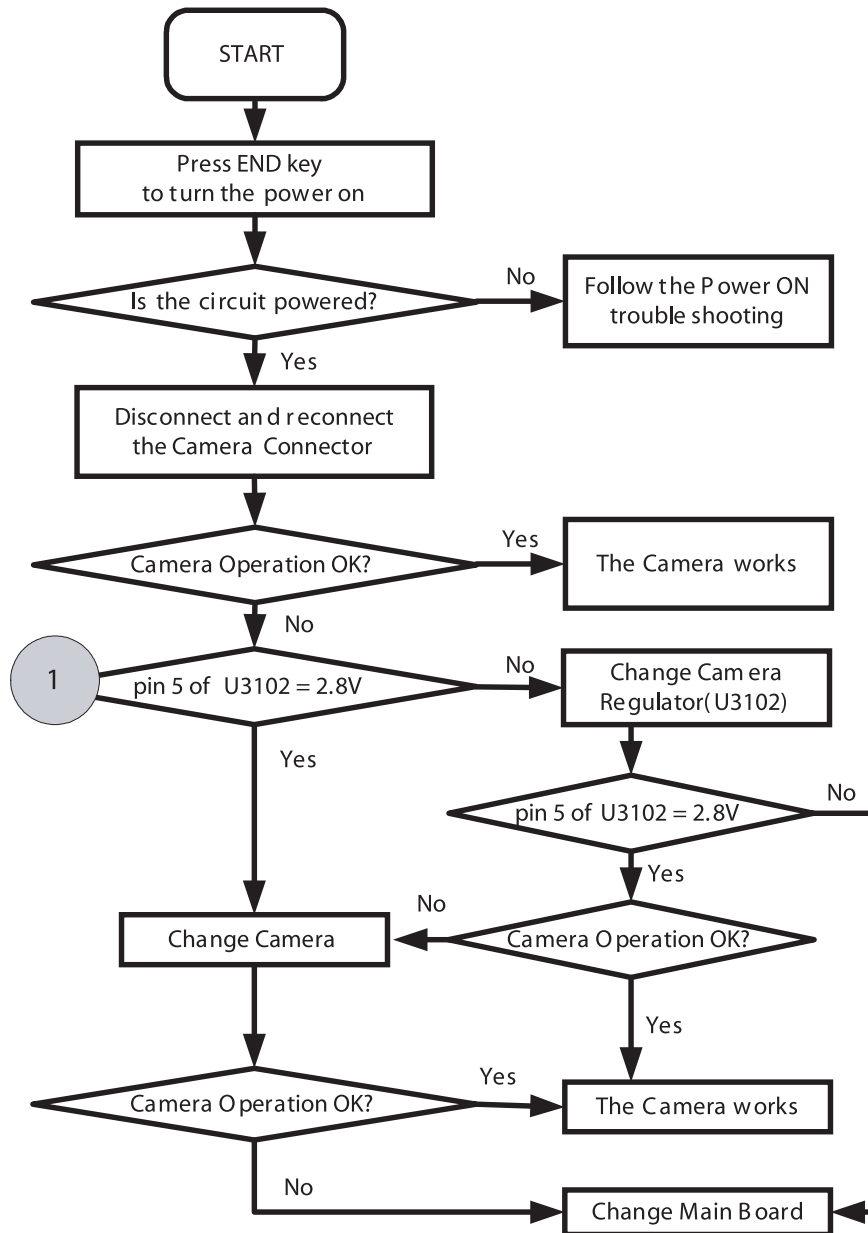 START
Press END key
to turn the power on
Is the circuit powered?
No
Follow the Power ON
trouble shooting
Yes
Disconnect and reconnect
the Camera Connector
Camera Operation OK?
Yes
The Camera works
No
1
pin 5 of U3102 = 2.8V
No
Change Camera
Regulator(U3102)
Yes
pin 5 of U3102 = 2.8V
No
Yes
Change Camera
No
Camera Operation OK?
Yes
Camera Operation OK?
Yes
The Camera works
No
Change Main Board